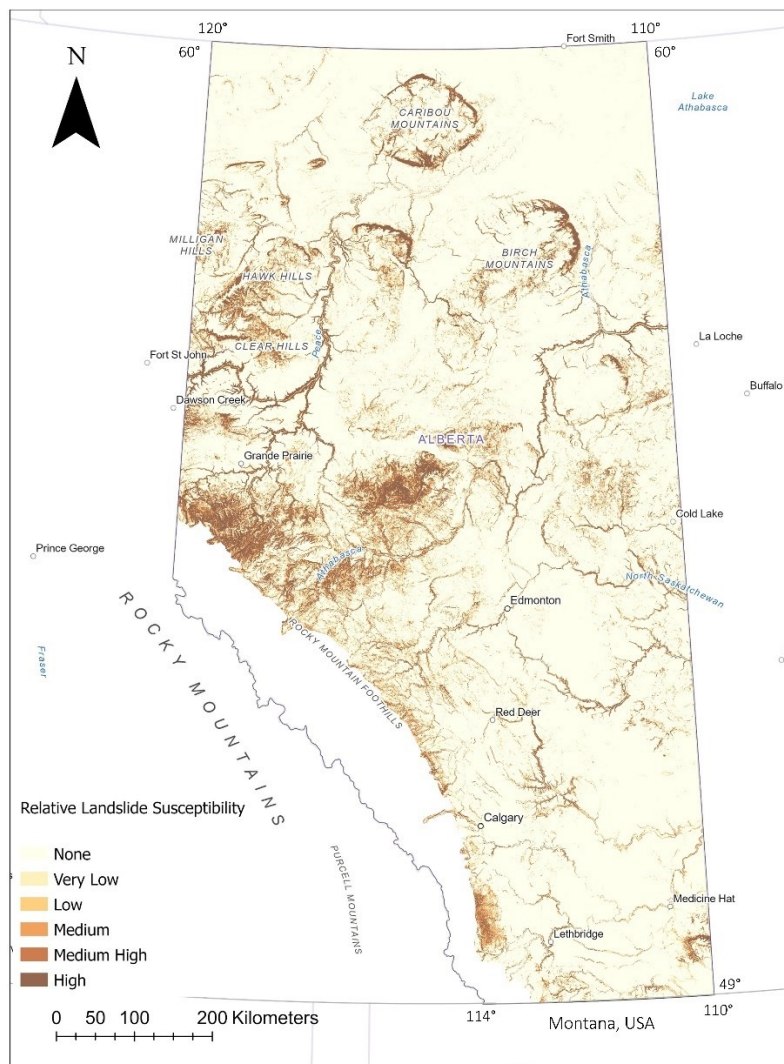 120°
110°
60°
Fort Smith
60°
N
Lake
Athabasca
CARIBOU
MOUNTAINS
MILLIGAN
HILLS
HAWK HILLS
BIRCH
MOUNTAINS
Athabasca
Peace
CLEAR HILLS
La Loche
Fort St John
Buffalo
Dawson Creek
ALBERTA
Grande Prairie
Cold Lake
Prince George
Athabasca
North Saskatchewan
Edmonton
ROCKY MOUNTAINS
ROCKY MOUNTAIN FOOTHILLS
Fraser
Red Deer
Relative Landslide Susceptibility
Calgary
None
Very Low
Low
Medium
Medium High
High
PURCELL MOUNTAINS
Medicine Hat
Lethbridge
49°
0 50 100 200 Kilometers
114°
Montana, USA
110°